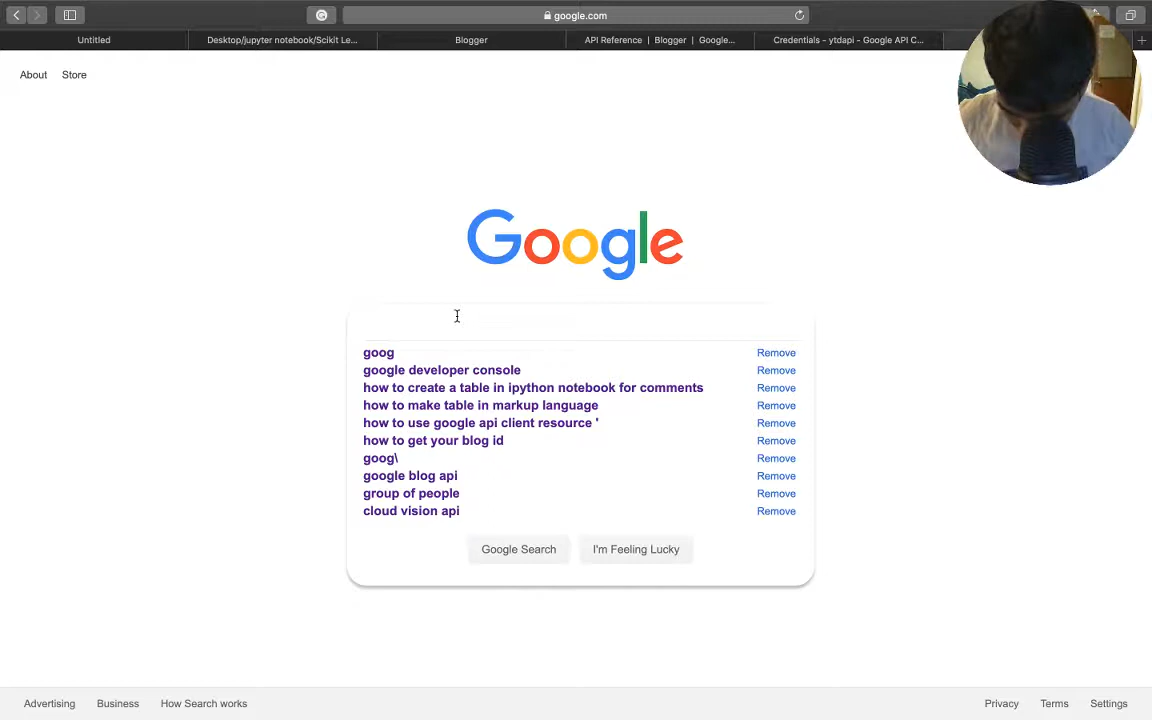 google.com
Untitled
Desktop/jupyter notebook/Scikit Le...
Blogger
API Reference | Blogger | Google...
Credentials - ytdapi - Google API C...
About
Store
Google
goog
Remove
google developer console
Remove
how to create a table in ipython notebook for comments
Remove
how to make table in markup language
Remove
how to use google api client resource '
Remove
how to get your blog id
Remove
goog\
Remove
google blog api
Remove
group of people
Remove
cloud vision api
Remove
Google Search
I'm Feeling Lucky
Advertising
Business
How Search works
Privacy
Terms
Settings